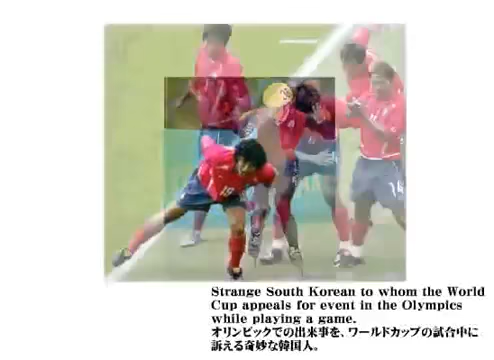 19
14
Strange South Korean to whom the World
Cup appeals for event in the Olympics
while playing a game.
オリンピックでの出来事を、ワールドカップの試合中に
訴える奇妙な韓国人。